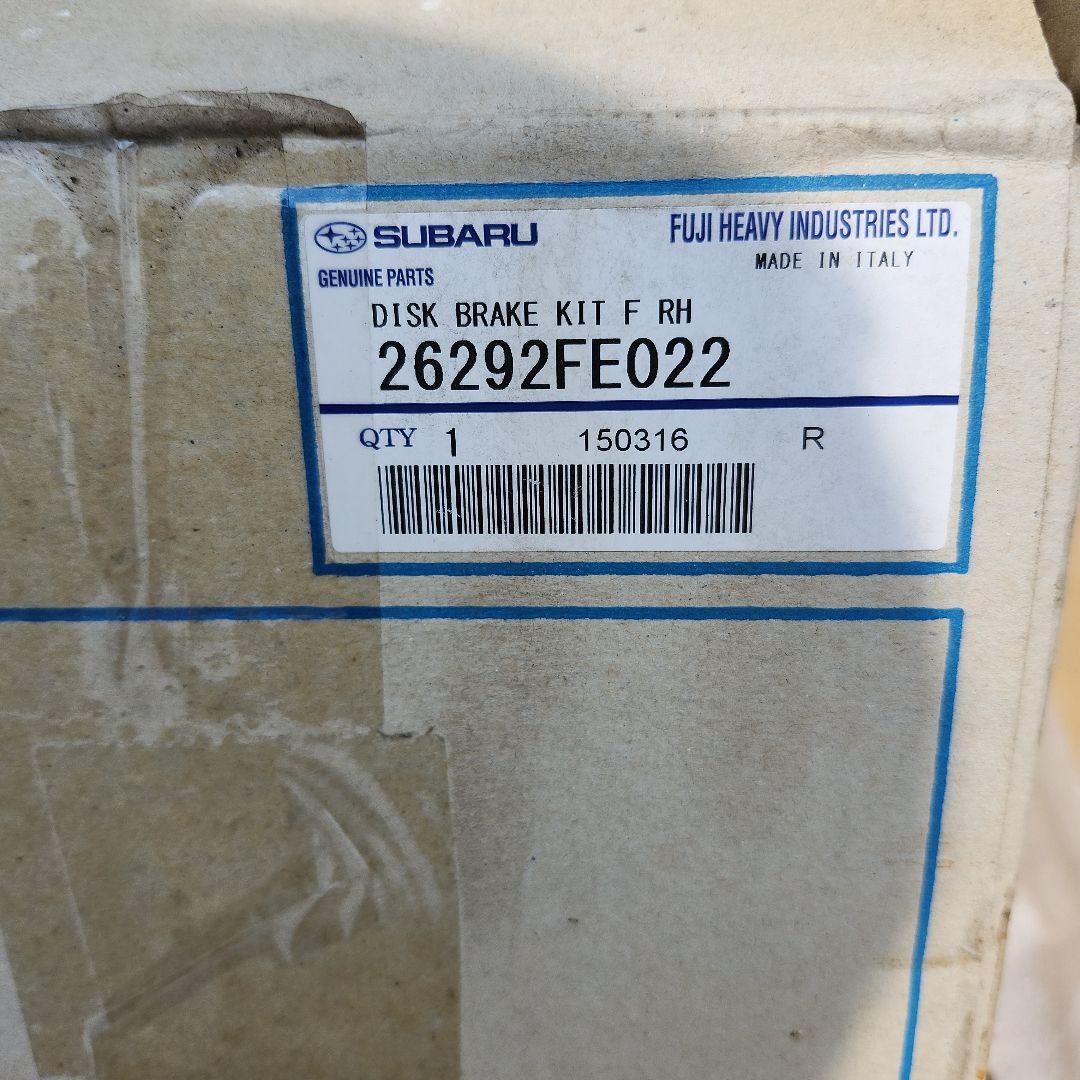 SUBARU FUJI HEAVY INDUSTRIES LTD.
GENUINE PARTS MADE IN ITALY
DISK BRAKE KIT F RH
26292FE022
QTY 1 150316 R